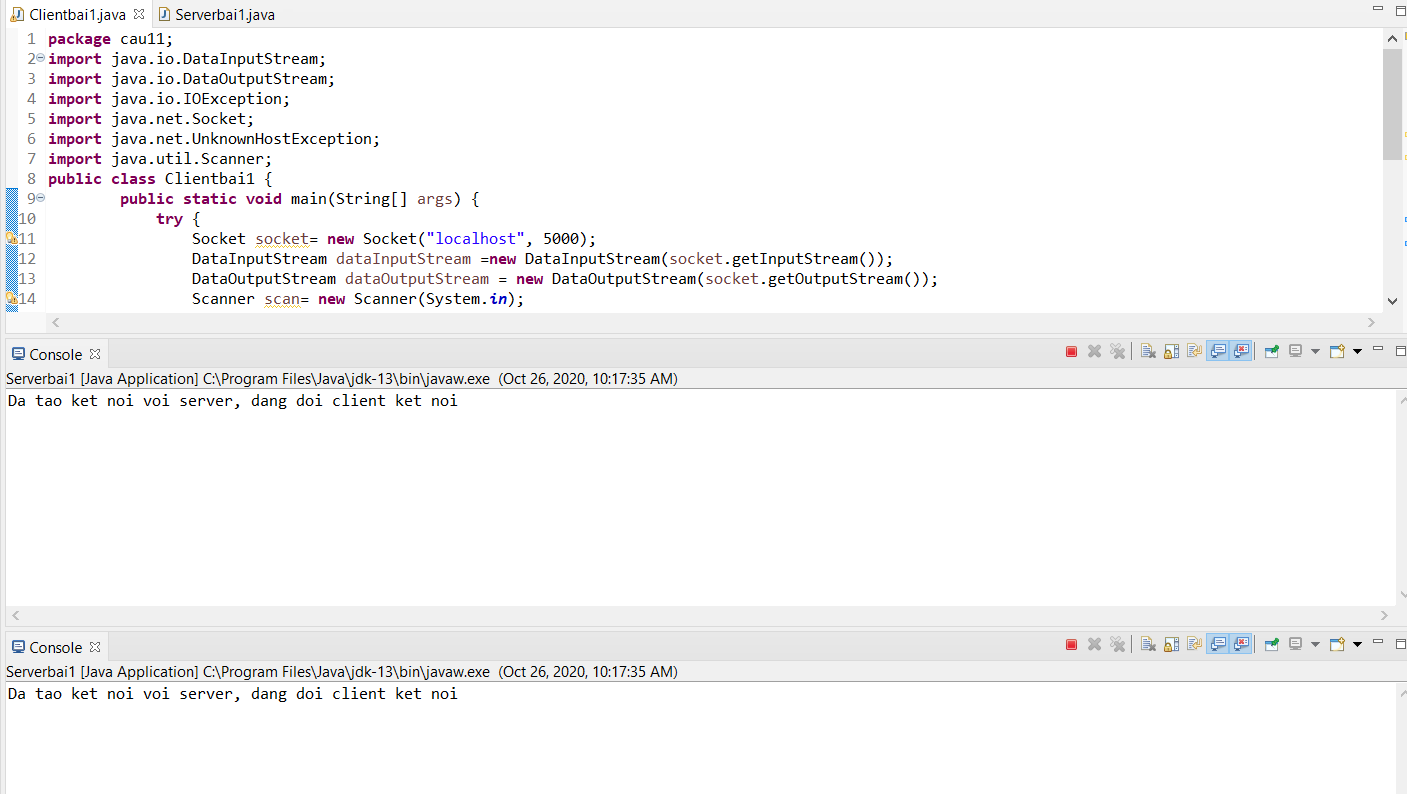 Clientbai1.java Serverbai1.java
1 package cau11;
2 import java.io.DataInputStream;
3 import java.io.DataOutputStream;
4 import java.io.IOException;
5 import java.net.Socket;
6 import java.net.UnknownHostException;
7 import java.util.Scanner;
8 public class Clientbai1 {
9 public static void main(String[] args) {
10 try {
11 Socket socket= new Socket("localhost", 5000);
12 DataInputStream dataInputStream =new DataInputStream(socket.getInputStream());
13 DataOutputStream dataOutputStream = new DataOutputStream(socket.getOutputStream());
14 Scanner scan= new Scanner(System.in);
Console
Serverbai1 [Java Application] C:\Program Files\Java\jdk-13\bin\javaw.exe (Oct 26, 2020, 10:17:35 AM)
Da tao ket noi voi server, dang doi client ket noi
Console
Serverbai1 [Java Application] C:\Program Files\Java\jdk-13\bin\javaw.exe (Oct 26, 2020, 10:17:35 AM)
Da tao ket noi voi server, dang doi client ket noi